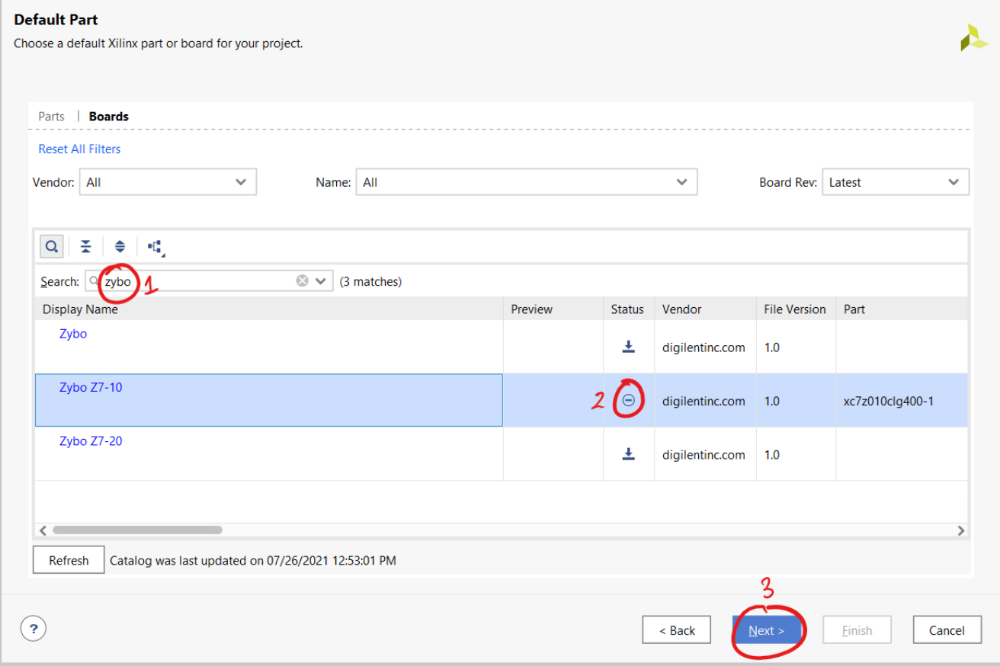 Default Part
Choose a default Xilinx part or board for your project.
Parts | Boards
Reset All Filters
Vendor: All Name: All Board Rev: Latest
Search: zybo (3 matches)
1
Display Name Preview Status Vendor File Version Part
Zybo digilentinc.com 1.0
Zybo Z7-10 2 digilentinc.com 1.0 xc7z010clg400-1
Zybo Z7-20 digilentinc.com 1.0
Refresh Catalog was last updated on 07/26/2021 12:53:01 PM
3
? < Back Next > Finish Cancel